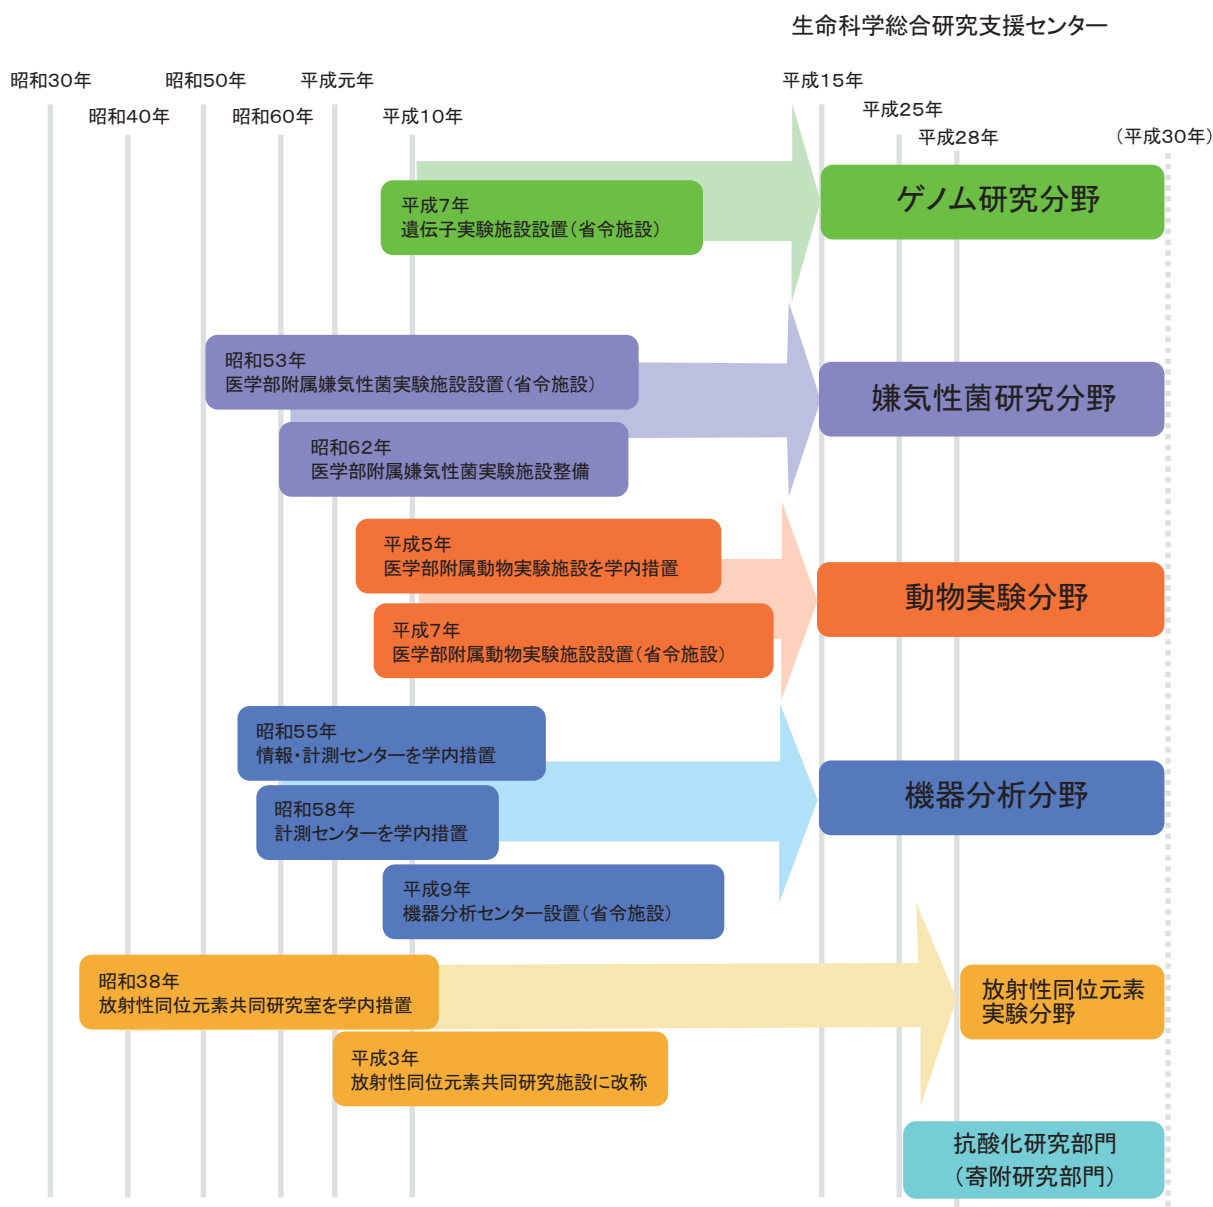 生命科学総合研究支援センター
昭和30年
昭和50年
平成元年
平成15年
昭和40年
昭和60年
平成10年
平成25年
平成28年
（平成30年）
平成7年
遺伝子実験施設設置（省令施設）
ゲノム研究分野
昭和53年
医学部附属嫌気性菌実験施設設置（省令施設）
嫌気性菌研究分野
昭和62年
医学部附属嫌気性菌実験施設整備
平成5年
医学部附属動物実験施設を学内措置
動物実験分野
平成7年
医学部附属動物実験施設設置（省令施設）
昭和55年
情報・計測センターを学内措置
機器分析分野
昭和58年
計測センターを学内措置
平成9年
機器分析センター設置（省令施設）
昭和38年
放射性同位元素共同研究室を学内措置
放射性同位元素
実験分野
平成3年
放射性同位元素共同研究施設に改称
抗酸化研究部門
（寄附研究部門）